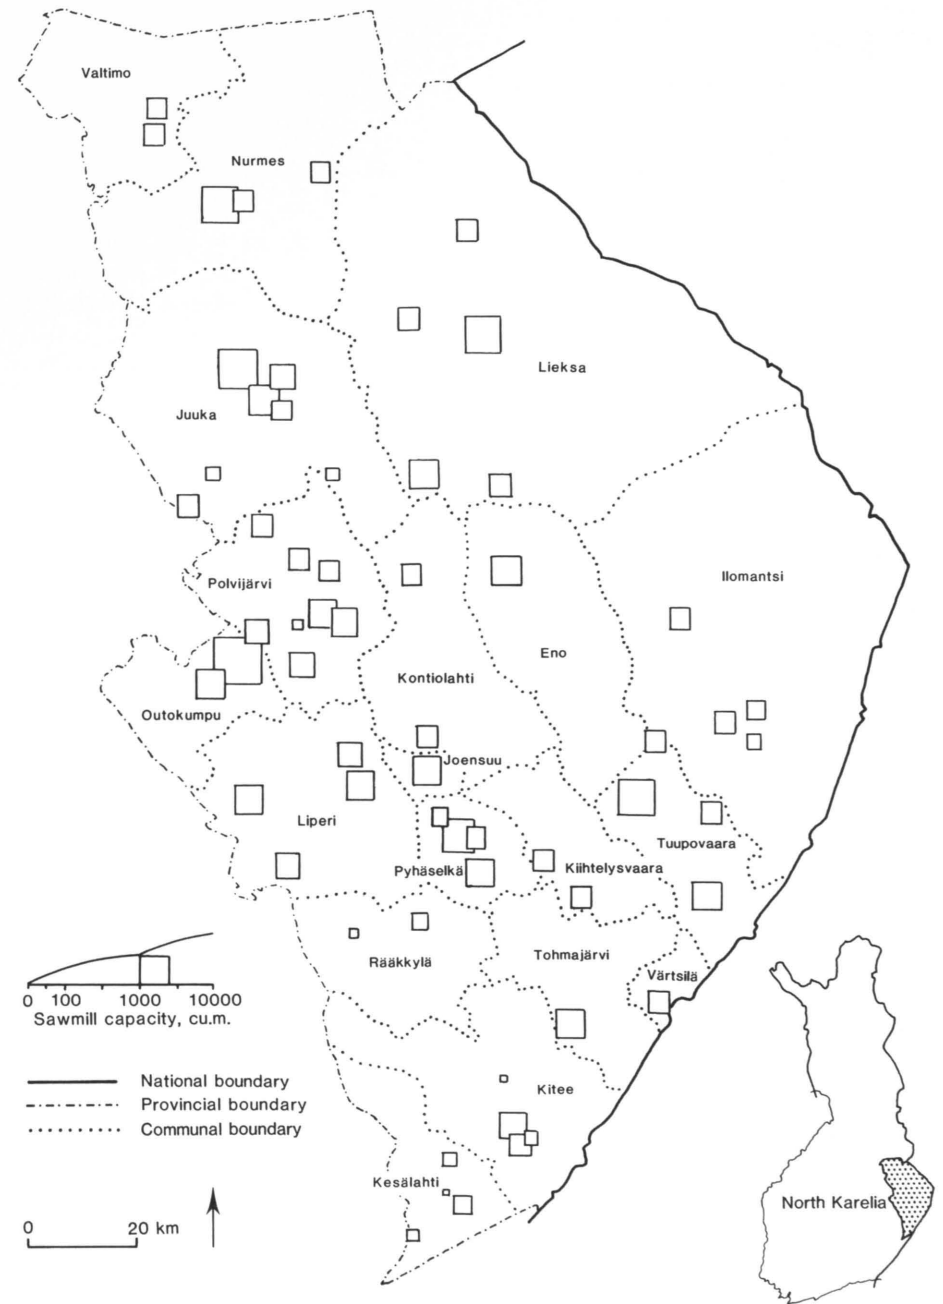 Valtimo
Nurmes
Lieksa
Juuka
Ilomantsi
Polvijärvi
Eno
Kontiolahti
Outokumpu
Joensuu
Liperi
Tuupovaara
Pyhäselkä
Kiihtelysvaara
Tohmajärvi
Rääkkylä
Värtsilä
0 100 1000 10000
Sawmill capacity, cu.m.
National boundary
Provincial boundary
Communal boundary
Kitee
Kesälahti
North Karelia
0 20 km